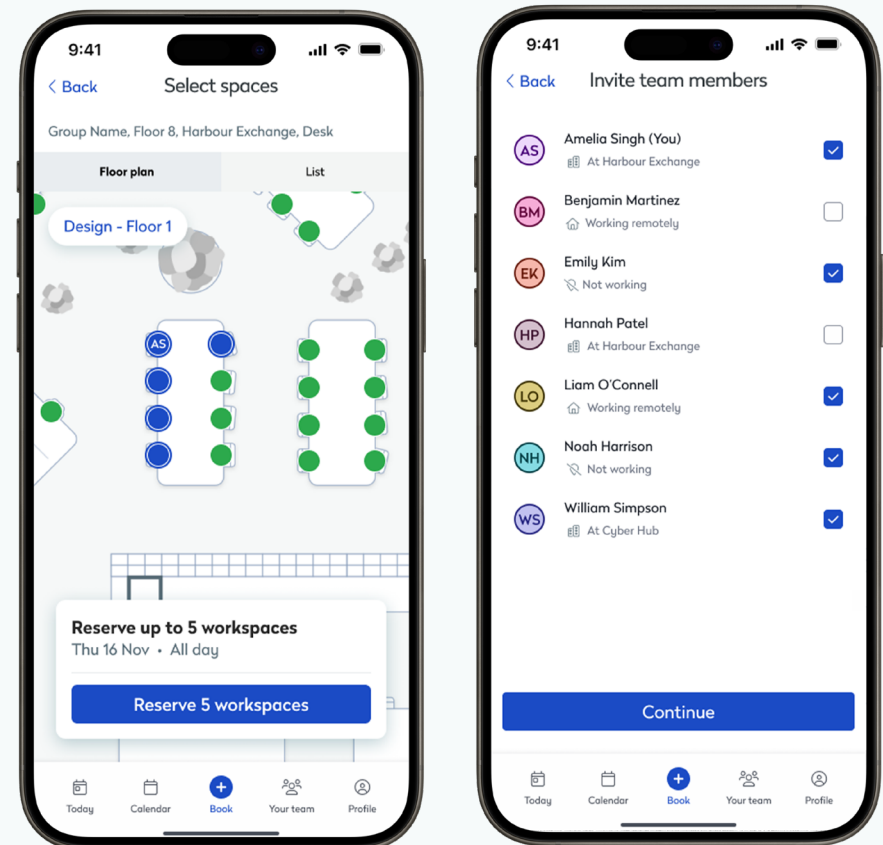 9:41
Back
Select spaces
Group Name, Floor 8, Harbour Exchange, Desk
Floor plan
List
Design - Floor 1
AS
Reserve up to 5 workspaces
Thu 16 Nov • All day
Reserve 5 workspaces
Today
Calendar
Book
Your team
Profile
9:41
Back
Invite team members
AS
Amelia Singh (You)
At Harbour Exchange
BM
Benjamin Martinez
Working remotely
EK
Emily Kim
Not working
HP
Hannah Patel
At Harbour Exchange
LO
Liam O'Connell
Working remotely
NH
Noah Harrison
Not working
WS
William Simpson
At Cyber Hub
Continue
Today
Calendar
Book
Your team
Profile